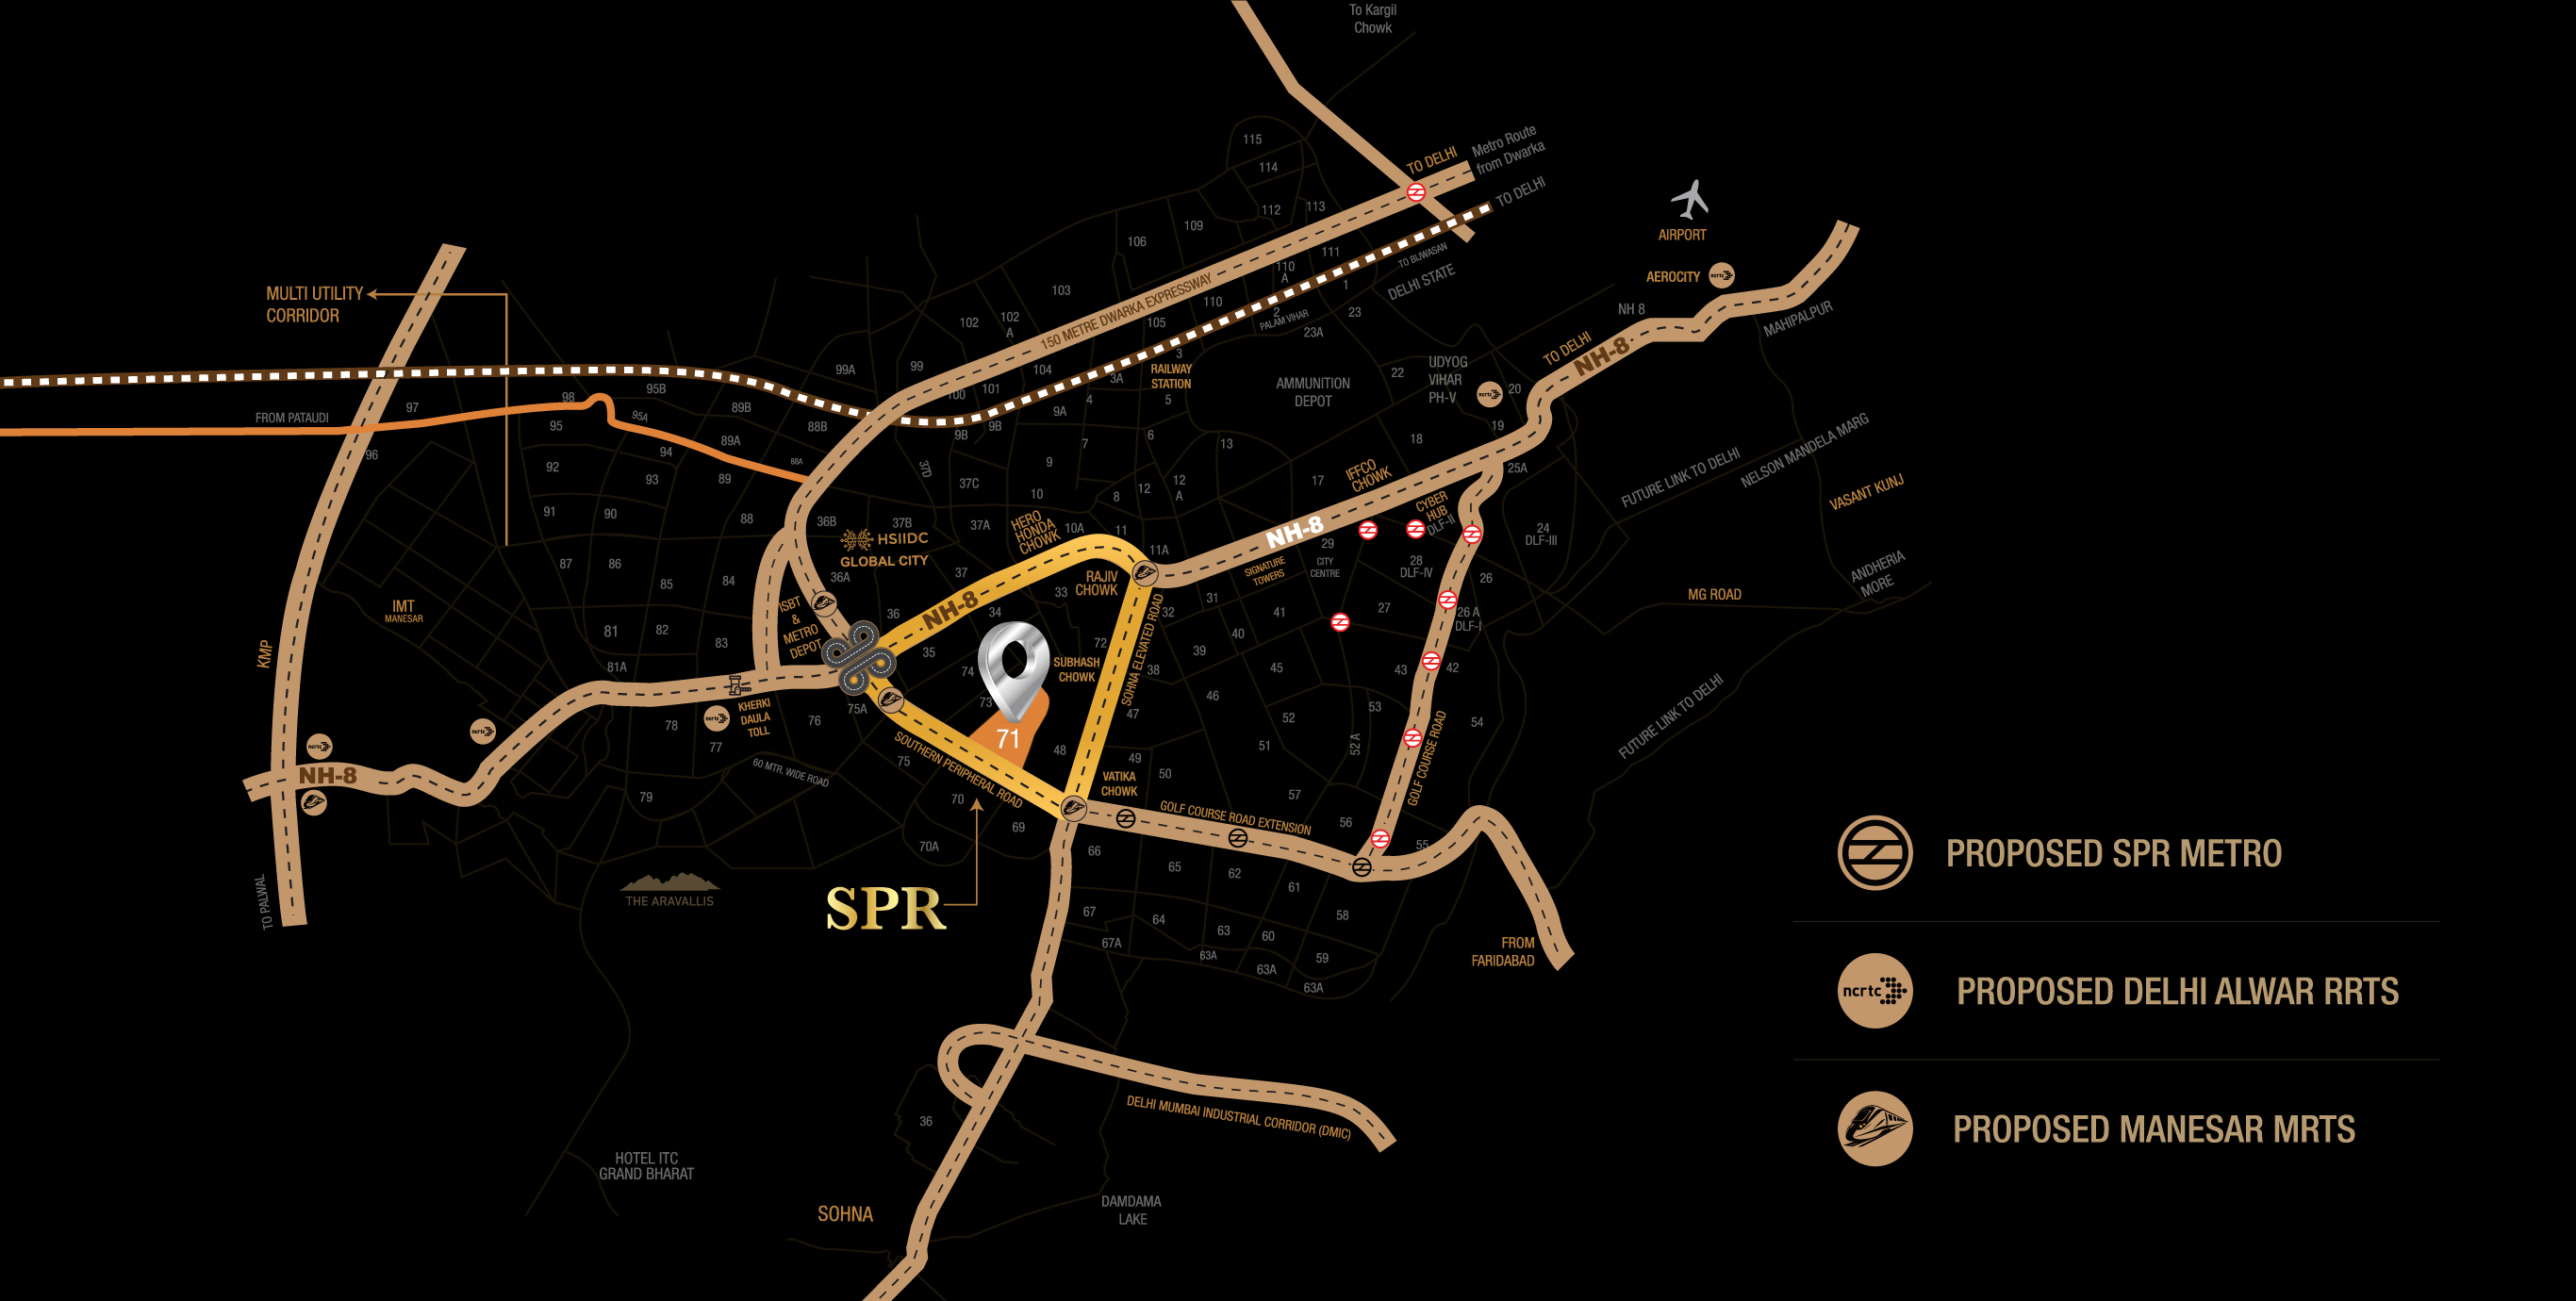 To Kargil
Chowk
115
114
TO DELHI
Metro Route
from Dwarka
TO DELHI
112
113
109
106
111
TO BIJWASAN
DELHI STATE
110
A
1
103
110
2
PALAM VIHAR
23
23A
AIRPORT
AEROCITY
ncrtc
NH 8
MAHIPALPUR
MULTI UTILITY
CORRIDOR
102
102
A
150 METRE DWARKA EXPRESSWAY
105
3
RAILWAY
STATION
99A
99
104
3A
101
100
4
5
AMMUNITION
DEPOT
22
UDYOG
VIHAR
PH-V
ncrtc
20
TO DELHI
NH-8
FROM PATAUDI
97
98
95B
95A
89B
88B
95
89A
9A
9B
9B
7
6
13
18
19
96
92
94
93
89
88A
37D
9
37C
10
8
12
12
A
17
IFFCO
CHOWK
25A
FUTURE LINK TO DELHI
NELSON MANDELA MARG
VASANT KUNJ
91
90
88
36B
37B
37A
HERO
HONDA
CHOWK
10A
11
11A
NH-8
CYBER
HUB
DLF-II
24
DLF-III
HSIIDC
GLOBAL CITY
87
86
85
84
36A
37
RAJIV
CHOWK
29
SIGNATURE
TOWERS
CITY
CENTRE
28
DLF-IV
26
ANDHERIA
MORE
MG ROAD
IMT
MANESAR
ISBT
&
METRO
DEPOT
36
NH-8
34
33
32
31
41
27
26 A
DLF-I
81
82
83
35
72
40
39
KMP
81A
74
SUBHASH
CHOWK
SOHNA ELEVATED ROAD
38
45
43
42
46
KHERKI
DAULA
TOLL
ncrtc
78
77
76
75A
73
71
47
52
53
54
FUTURE LINK TO DELHI
51
52 A
GOLF COURSE ROAD
ncrtc
ncrtc
NH-8
60 MTR. WIDE ROAD
75
SOUTHERN PERIPHERAL ROAD
48
49
50
VATIKA
CHOWK
79
70
69
57
GOLF COURSE ROAD EXTENSION
56
55
70A
66
65
62
61
TO PALWAL
THE ARAVALLIS
SPR
67
64
58
67A
63
60
63A
59
63A
63A
FROM
FARIDABAD
36
DELHI MUMBAI INDUSTRIAL CORRIDOR (DMIC)
HOTEL ITC
GRAND BHARAT
SOHNA
DAMDAMA
LAKE
PROPOSED SPR METRO
ncrtc
PROPOSED DELHI ALWAR RRTS
PROPOSED MANESAR MRTS